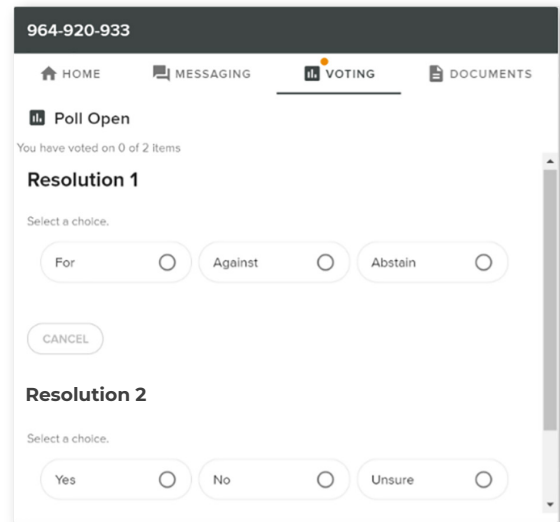 964-920-933
HOME MESSAGING VOTING DOCUMENTS
Poll Open
You have voted on 0 of 2 items
Resolution 1
Select a choice.
For Against Abstain
CANCEL
Resolution 2
Select a choice.
Yes No Unsure